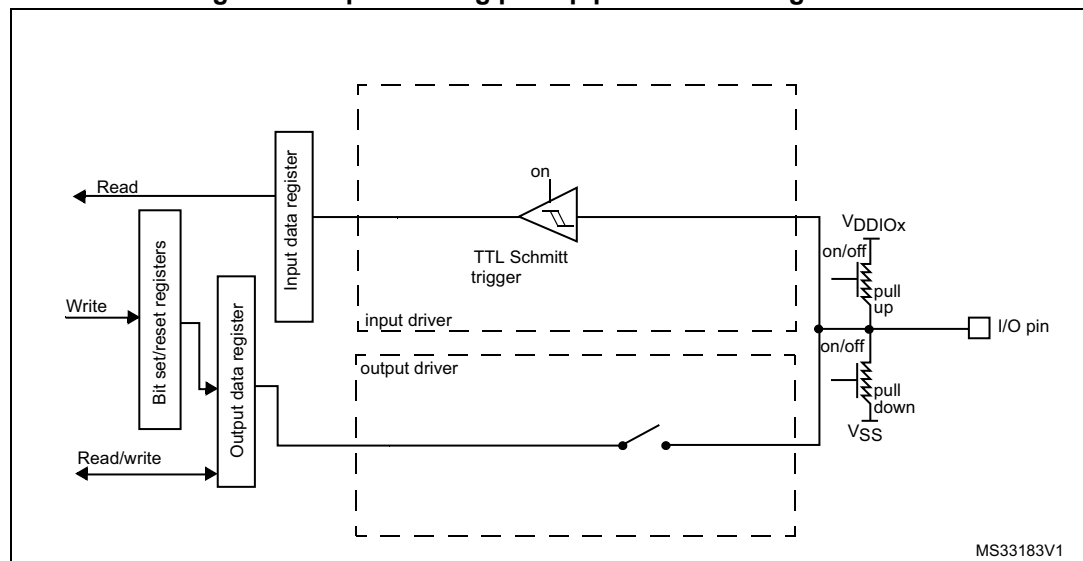 Read
Bit set/reset registers
Write
Read/write
Input data register
Output data register
on
TTL Schmitt
trigger
input driver
output driver
VDDIOx
on/off
pull
up
I/O pin
on/off
pull
down
VSS
MS33183V1